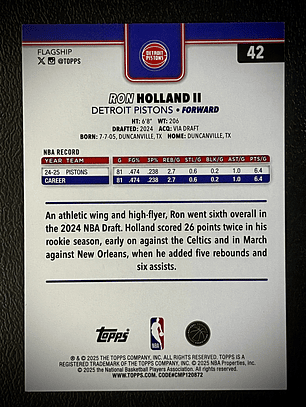 FLAGSHIP
@TOPPS
DETROIT PISTONS
42
RON HOLLAND II
DETROIT PISTONS • FORWARD
HT: 6'8" WT: 206
DRAFTED: 2024 ACQ: VIA DRAFT
BORN: 7-7-05, DUNCANVILLE, TX HOME: DUNCANVILLE, TX
NBA RECORD
YEAR TEAM G FG% 3P% REB/G STL/G BLK/G AST/G PTS/G
24-25 PISTONS 81 .474 .238 2.7 0.6 0.2 1.0 6.4
CAREER 81 .474 .238 2.7 0.6 0.2 1.0 6.4
An athletic wing and high-flyer, Ron went sixth overall in
the 2024 NBA Draft. Holland scored 26 points twice in his
rookie season, early on against the Celtics and in March
against New Orleans, when he added five rebounds and
six assists.
Topps
NBA
® & © 2025 THE TOPPS COMPANY, INC. ALL RIGHTS RESERVED. TOPPS IS A
REGISTERED TRADEMARK OF THE TOPPS COMPANY, INC. © 2025 NBA Properties, Inc.
© 2025 the National Basketball Players Association. All rights reserved.
WWW.TOPPS.COM. CODE#CMP120872